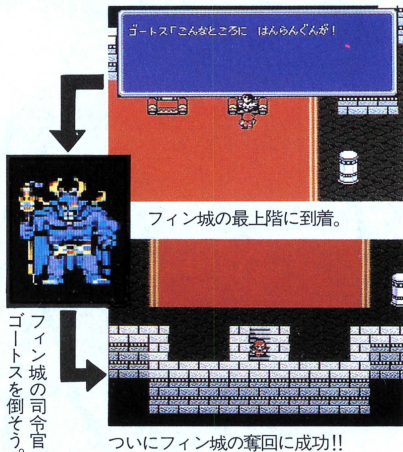 ゴートス「こんなところに　はんらんぐんが！
フィン城の最上階に到着。
フィン城の司令官
ゴートスを倒そう。
ついにフィン城の奪回に成功!!